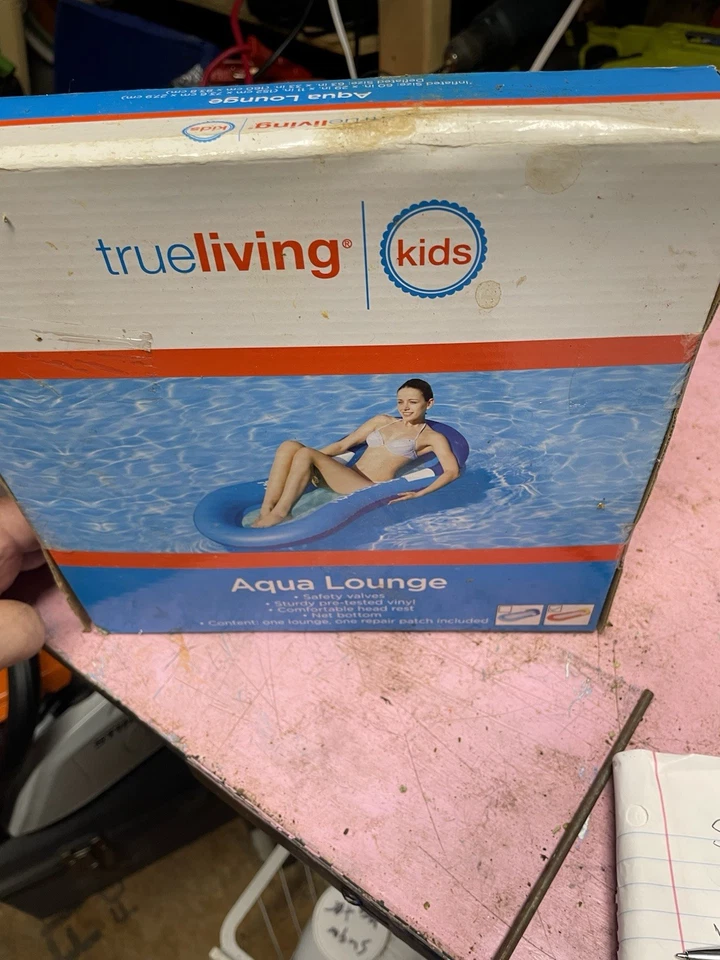 Aqua Lounge
trueliving kids
trueliving® kids
Aqua Lounge
• Safety valves
• Sturdy pre-tested vinyl
• Comfortable head rest
• Net bottom
• Content: one lounge, one repair patch included